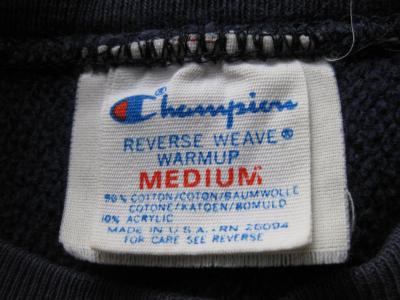 Champion
REVERSE WEAVE®
WARMUP
MEDIUM
90% COTTON/COTON/BAUMWOLLE
COTONE/KATOEN/BOMULD
10% ACRYLIC
MADE IN U.S.A.-RN 26094
FOR CARE SEE REVERSE